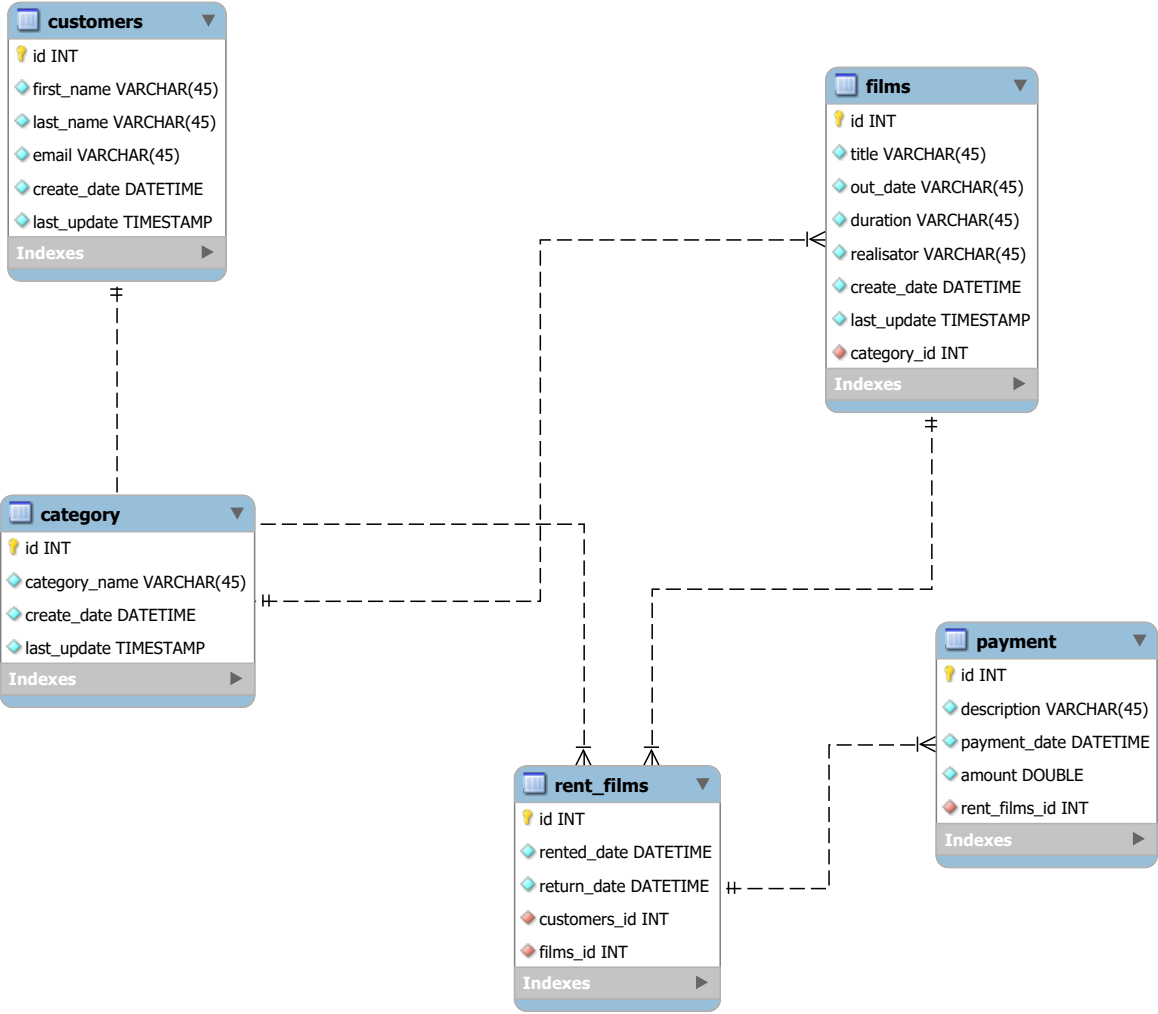 customers
id INT
first_name VARCHAR(45)
last_name VARCHAR(45)
email VARCHAR(45)
create_date DATETIME
last_update TIMESTAMP
Indexes
films
id INT
title VARCHAR(45)
out_date VARCHAR(45)
duration VARCHAR(45)
realisator VARCHAR(45)
create_date DATETIME
last_update TIMESTAMP
category_id INT
Indexes
category
id INT
category_name VARCHAR(45)
create_date DATETIME
last_update TIMESTAMP
Indexes
payment
id INT
description VARCHAR(45)
payment_date DATETIME
amount DOUBLE
rent_films_id INT
Indexes
rent_films
id INT
rented_date DATETIME
return_date DATETIME
customers_id INT
films_id INT
Indexes